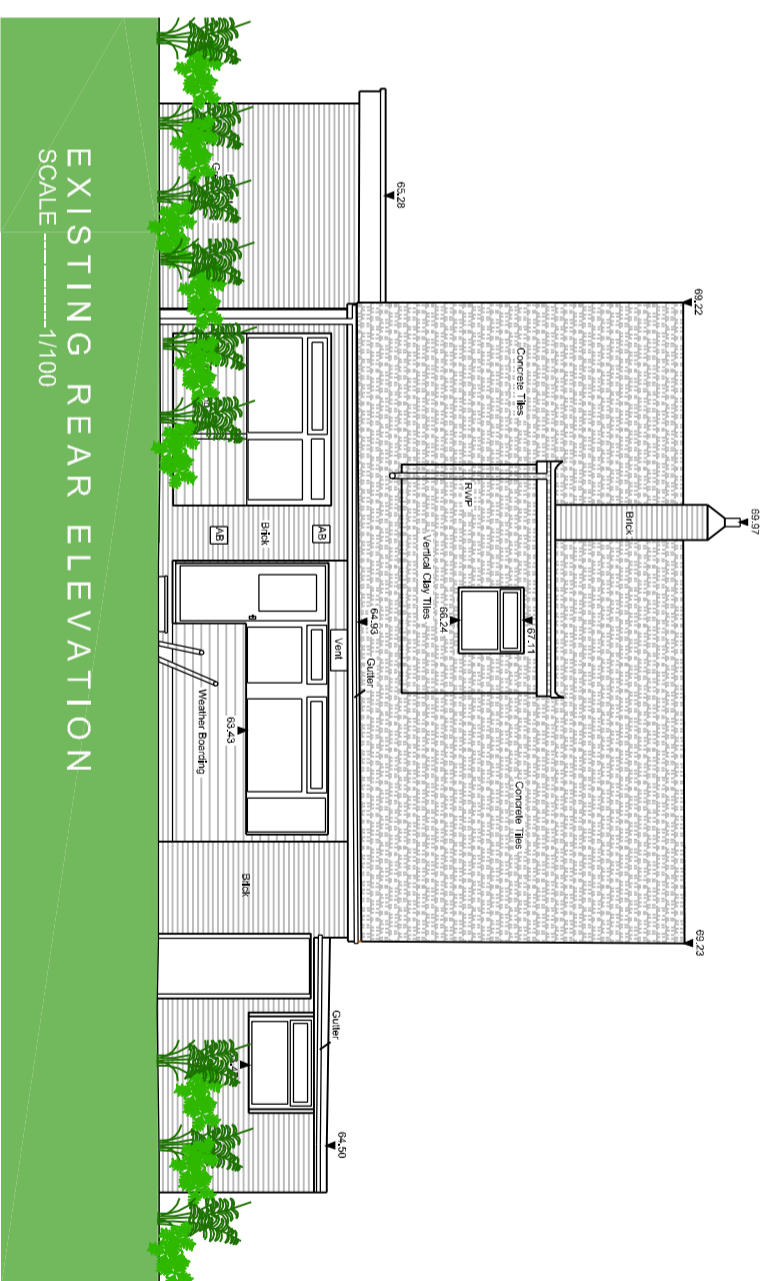 69.97
69.22
69.23
Brick
Concrete Tiles
Concrete Tiles
67.11
RWP
66.24
Vertical Clay Tiles
65.28
64.93
Gutter
Gutter
Vent
64.50
AB
Brick
AB
63.43
Brick
Weather Boarding
EXISTING REAR ELEVATION
SCALE 1/100